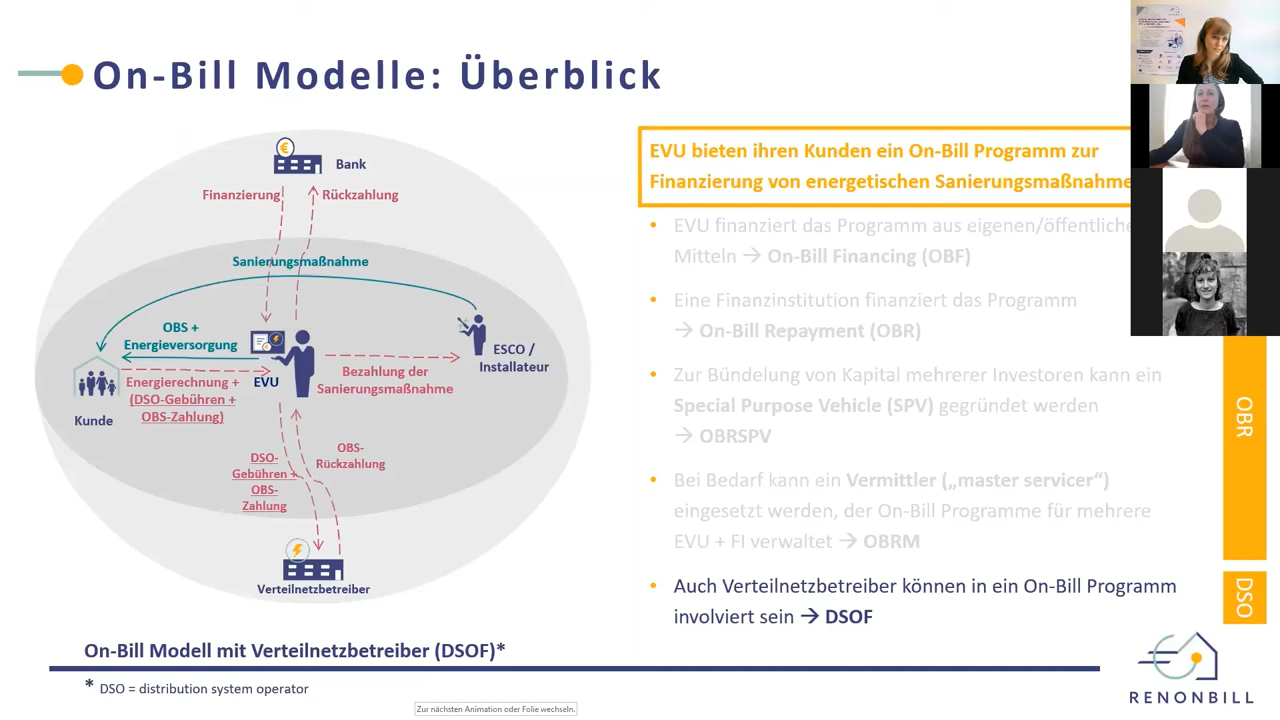 On-Bill Modelle: Überblick
Bank
Finanzierung
Rückzahlung
Sanierungsmaßnahme
OBS +
Energieversorgung
Energierechnung +
(DSO-Gebühren +
OBS-Zahlung)
Kunde
EVU
Bezahlung der
Sanierungsmaßnahme
ESCO /
Installateur
DSO-
Gebühren +
OBS-
Zahlung
OBS-
Rückzahlung
Verteilnetzbetreiber
On-Bill Modell mit Verteilnetzbetreiber (DSOF)*
* DSO = distribution system operator
EVU bieten ihren Kunden ein On-Bill Programm zur
Finanzierung von energetischen Sanierungsmaßnahme
• EVU finanziert das Programm aus eigenen/öffentliche
Mitteln → On-Bill Financing (OBF)
• Eine Finanzinstitution finanziert das Programm
→ On-Bill Repayment (OBR)
• Zur Bündelung von Kapital mehrerer Investoren kann ein
Special Purpose Vehicle (SPV) gegründet werden
→ OBRSPV
• Bei Bedarf kann ein Vermittler („master servicer“)
eingesetzt werden, der On-Bill Programme für mehrere
EVU + FI verwaltet → OBRM
• Auch Verteilnetzbetreiber können in ein On-Bill Programm
involviert sein → DSOF
OBR
DSO
RENONBILL
Zur nächsten Animation oder Folie wechseln.